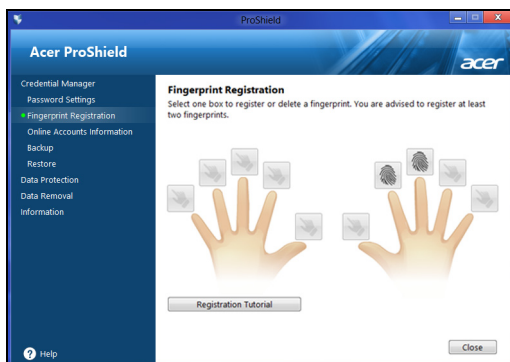 ProShield
Acer ProShield
acer
Credential Manager
Password Settings
Fingerprint Registration
Online Accounts Information
Backup
Restore
Data Protection
Data Removal
Information
Help
Fingerprint Registration
Select one box to register or delete a fingerprint. You are advised to register at least
two fingerprints.
Registration Tutorial
Close